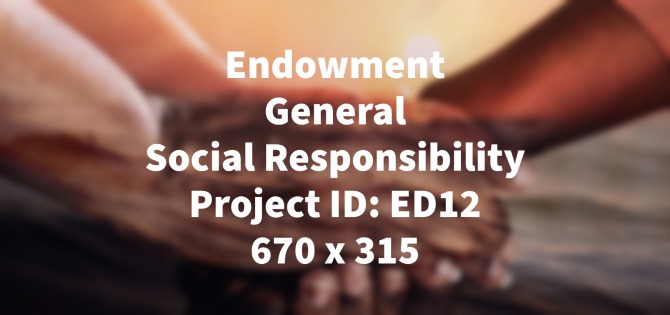 Endowment
General
Social Responsibility
Project ID: ED12
670 x 315